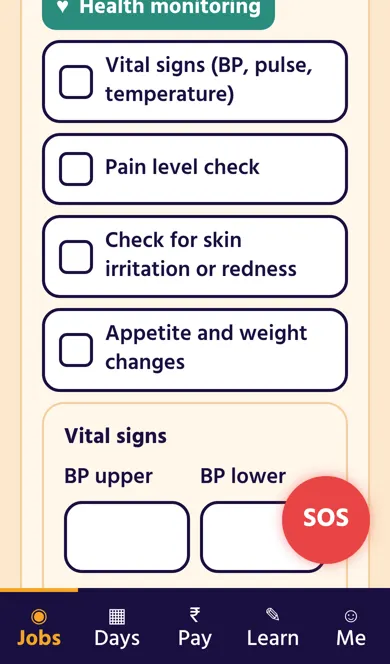 ♥ Health monitoring
Vital signs (BP, pulse,
temperature)
Pain level check
Check for skin
irritation or redness
Appetite and weight
changes
Vital signs
BP upper BP lower
SOS
Jobs Days Pay Learn Me